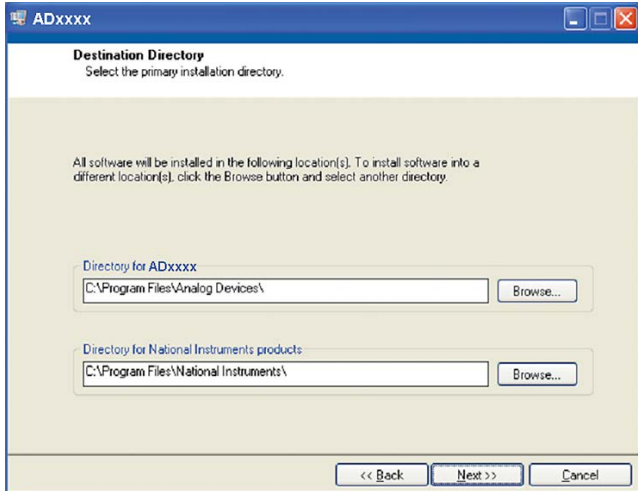 ADxxxx
Destination Directory
Select the primary installation directory.
All software will be installed in the following location(s). To install software into a
different location(s), click the Browse button and select another directory.
Directory for ADxxxx
C:\Program Files\Analog Devices\
Browse...
Directory for National Instruments products
C:\Program Files\National Instruments\
Browse...
<< Back
Next >>
Cancel